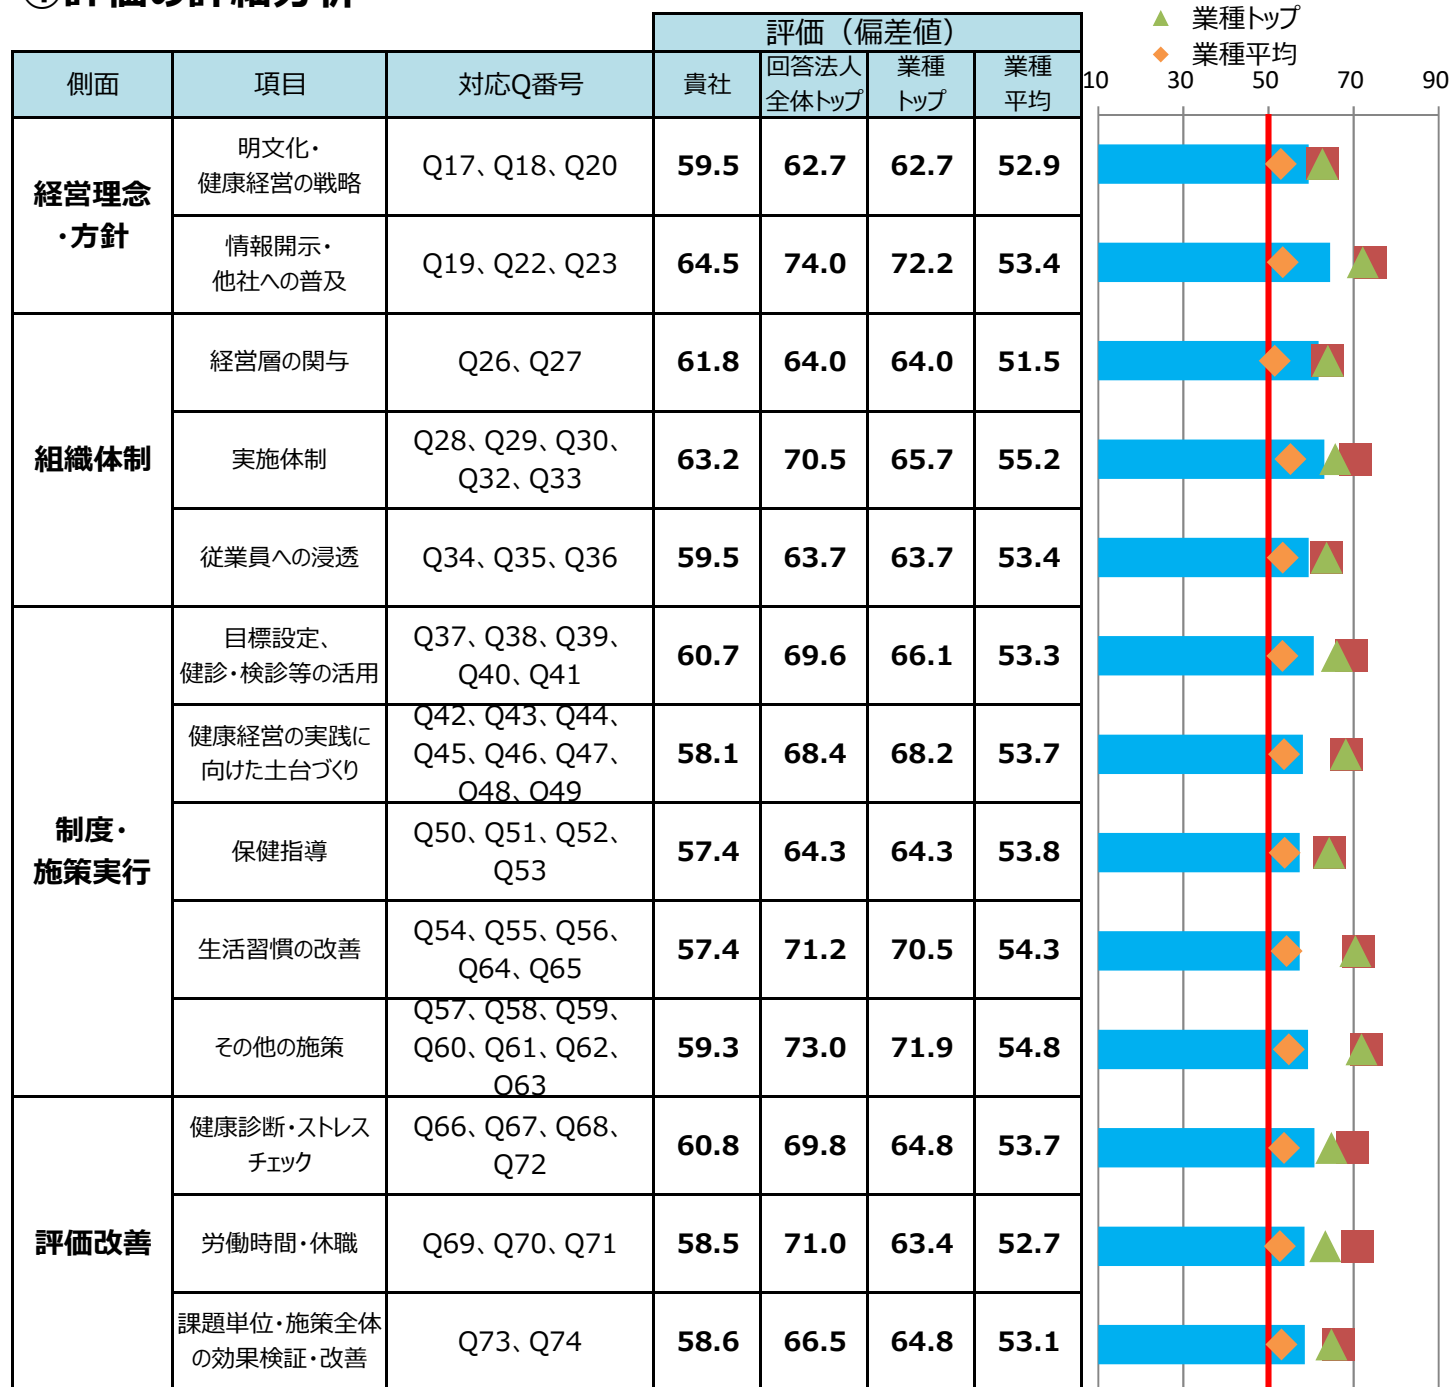 ①評価の詳細分析
▲ 業種トップ
◆ 業種平均
10 30 50 70 90
評価（偏差値）
側面 項目 対応Q番号 貴社 回答法人全体トップ 業種トップ 業種平均
経営理念・方針
明文化・健康経営の戦略 Q17、Q18、Q20 59.5 62.7 62.7 52.9
情報開示・他社への普及 Q19、Q22、Q23 64.5 74.0 72.2 53.4
組織体制
経営層の関与 Q26、Q27 61.8 64.0 64.0 51.5
実施体制 Q28、Q29、Q30、Q32、Q33 63.2 70.5 65.7 55.2
従業員への浸透 Q34、Q35、Q36 59.5 63.7 63.7 53.4
制度・施策実行
目標設定、健診・検診等の活用 Q37、Q38、Q39、Q40、Q41 60.7 69.6 66.1 53.3
健康経営の実践に向けた土台づくり Q42、Q43、Q44、Q45、Q46、Q47、Q48、Q49 58.1 68.4 68.2 53.7
保健指導 Q50、Q51、Q52、Q53 57.4 64.3 64.3 53.8
生活習慣の改善 Q54、Q55、Q56、Q64、Q65 57.4 71.2 70.5 54.3
その他の施策 Q57、Q58、Q59、Q60、Q61、Q62、Q63 59.3 73.0 71.9 54.8
評価改善
健康診断・ストレスチェック Q66、Q67、Q68、Q72 60.8 69.8 64.8 53.7
労働時間・休職 Q69、Q70、Q71 58.5 71.0 63.4 52.7
課題単位・施策全体の効果検証・改善 Q73、Q74 58.6 66.5 64.8 53.1